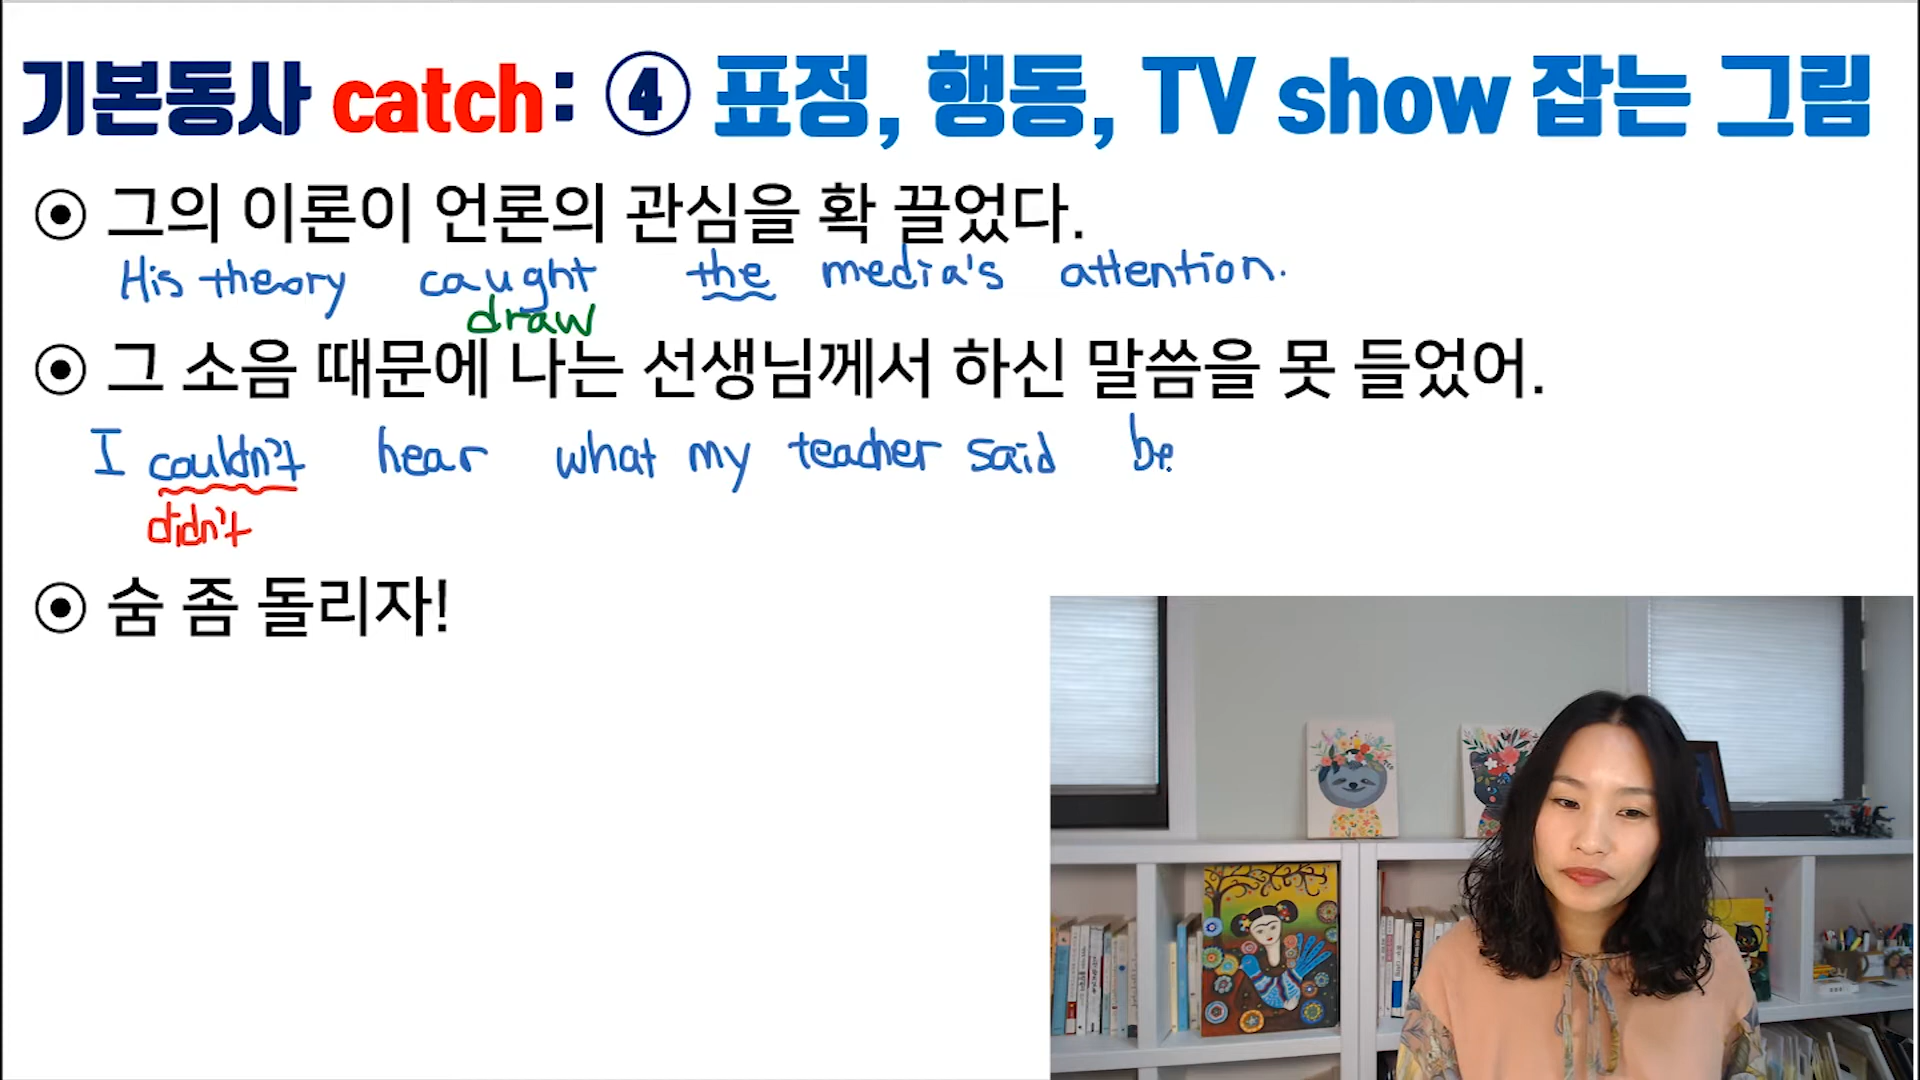 기본동사 catch: ④ 표정, 행동, TV show 잡는 그림
⦿ 그의 이론이 언론의 관심을 확 끌었다.
His theory caught the media's attention.
draw
⦿ 그 소음 때문에 나는 선생님께서 하신 말씀을 못 들었어.
I couldn't hear what my teacher said be
didn't
⦿ 숨 좀 돌리자!